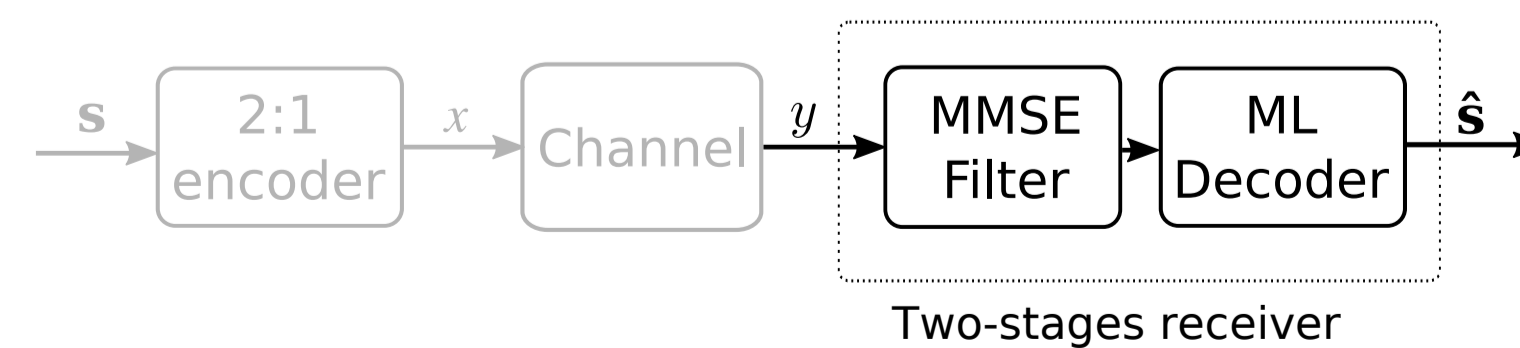 s
2:1
encoder
x
Channel
y
MMSE
Filter
ML
Decoder
ŝ
Two-stages receiver